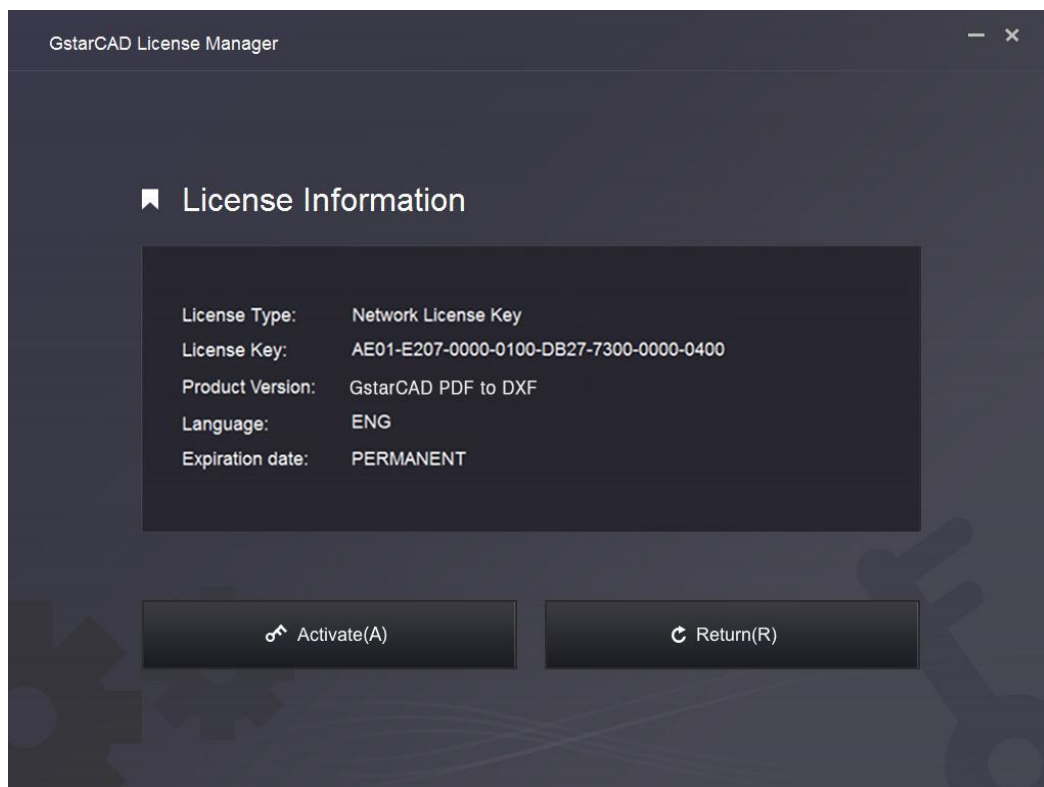 GstarCAD License Manager
License Information
License Type: Network License Key
License Key: AE01-E207-0000-0100-DB27-7300-0000-0400
Product Version: GstarCAD PDF to DXF
Language: ENG
Expiration date: PERMANENT
Activate(A) Return(R)